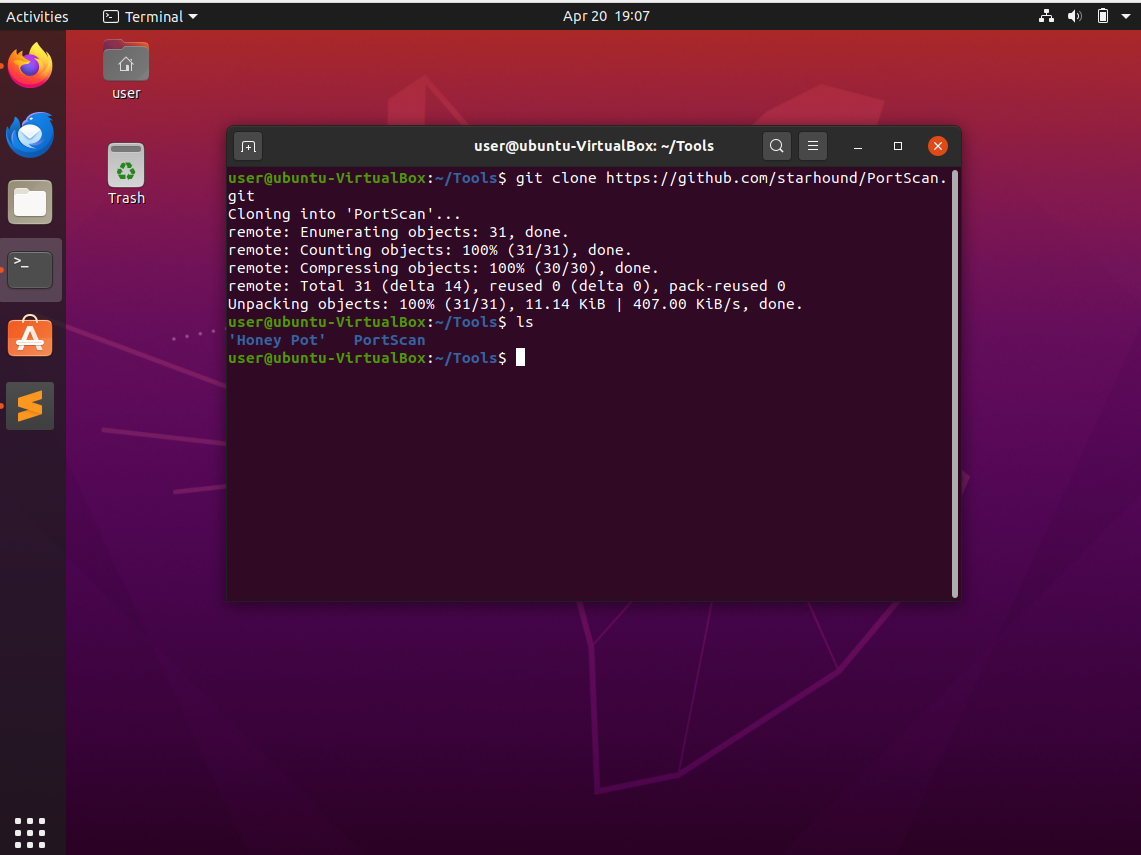 Activities
Terminal
Apr 20 19:07
user
Trash
user@ubuntu-VirtualBox: ~/Tools
user@ubuntu-VirtualBox:~/Tools$ git clone https://github.com/starhound/PortScan.
git
Cloning into 'PortScan'...
remote: Enumerating objects: 31, done.
remote: Counting objects: 100% (31/31), done.
remote: Compressing objects: 100% (30/30), done.
remote: Total 31 (delta 14), reused 0 (delta 0), pack-reused 0
Unpacking objects: 100% (31/31), 11.14 KiB | 407.00 KiB/s, done.
user@ubuntu-VirtualBox:~/Tools$ ls
'Honey Pot'   PortScan
user@ubuntu-VirtualBox:~/Tools$